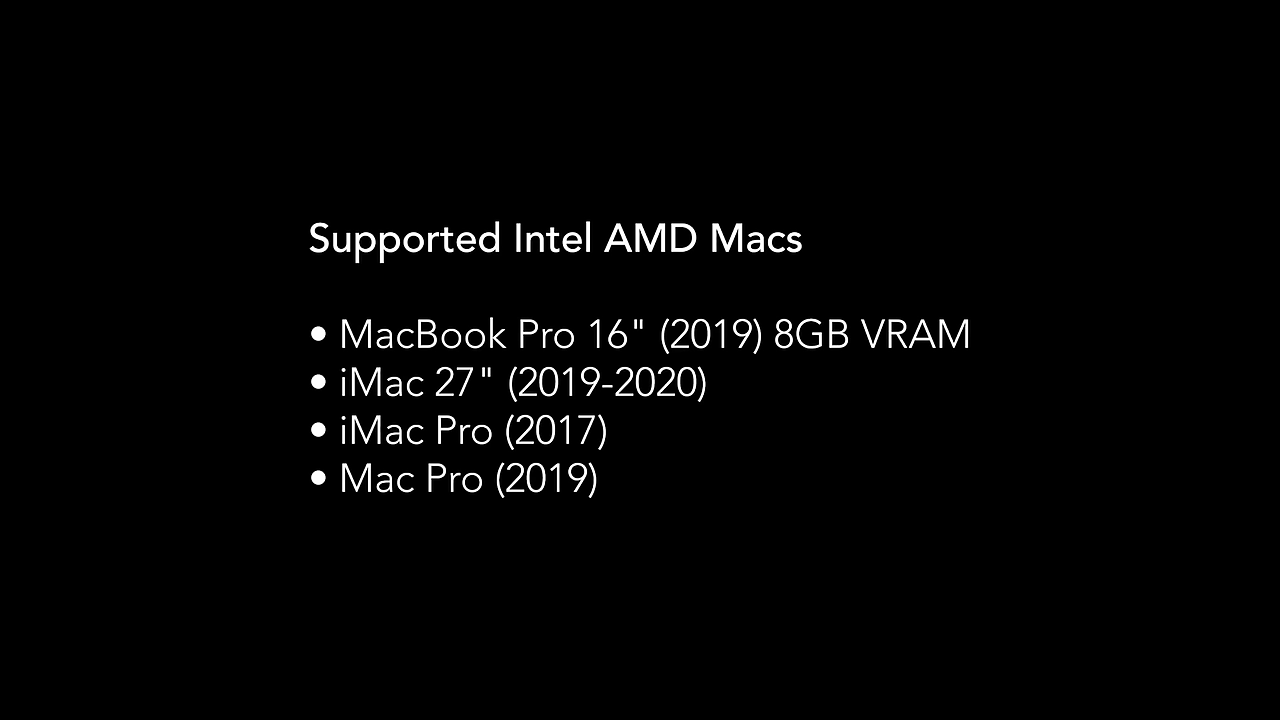 Supported Intel AMD Macs
• MacBook Pro 16" (2019) 8GB VRAM
• iMac 27" (2019-2020)
• iMac Pro (2017)
• Mac Pro (2019)